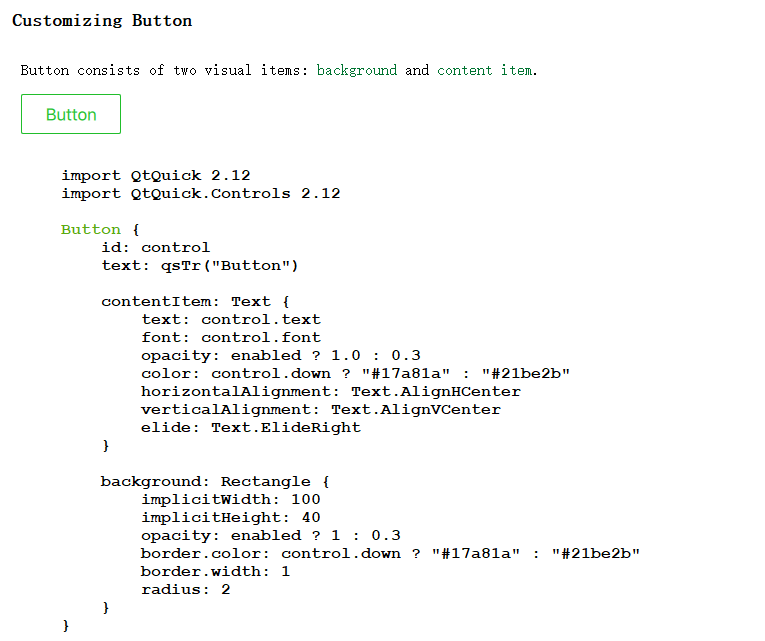 Customizing Button
Button consists of two visual items: background and content item.
Button
import QtQuick 2.12
import QtQuick.Controls 2.12
Button {
id: control
text: qsTr("Button")
contentItem: Text {
text: control.text
font: control.font
opacity: enabled ? 1.0 : 0.3
color: control.down ? "#17a81a" : "#21be2b"
horizontalAlignment: Text.AlignHCenter
verticalAlignment: Text.AlignVCenter
elide: Text.ElideRight
}
background: Rectangle {
implicitWidth: 100
implicitHeight: 40
opacity: enabled ? 1 : 0.3
border.color: control.down ? "#17a81a" : "#21be2b"
border.width: 1
radius: 2
}
}